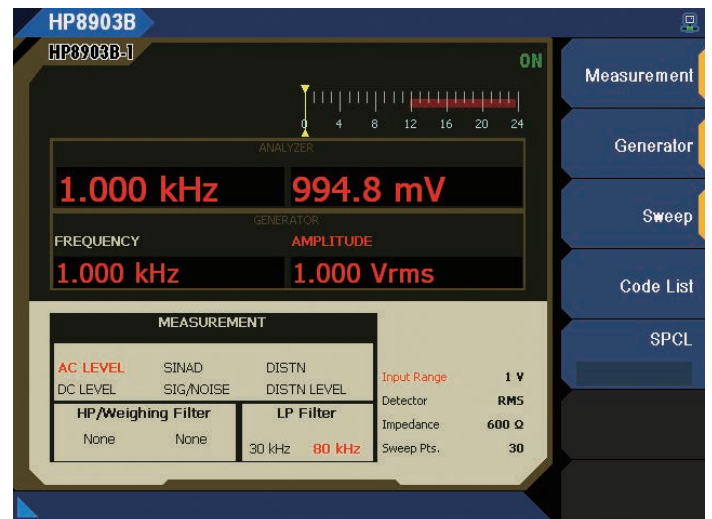 HP8903B
HP8903B-1
ON
0 4 8 12 16 20 24
ANALYZER
1.000 kHz 994.8 mV
GENERATOR
FREQUENCY AMPLITUDE
1.000 kHz 1.000 Vrms
MEASUREMENT
AC LEVEL SINAD DISTN
DC LEVEL SIG/NOISE DISTN LEVEL
HP/Weighing Filter
None None
LP Filter
30 kHz 80 kHz
Input Range 1 V
Detector RMS
Impedance 600 Ω
Sweep Pts. 30
Measurement
Generator
Sweep
Code List
SPCL